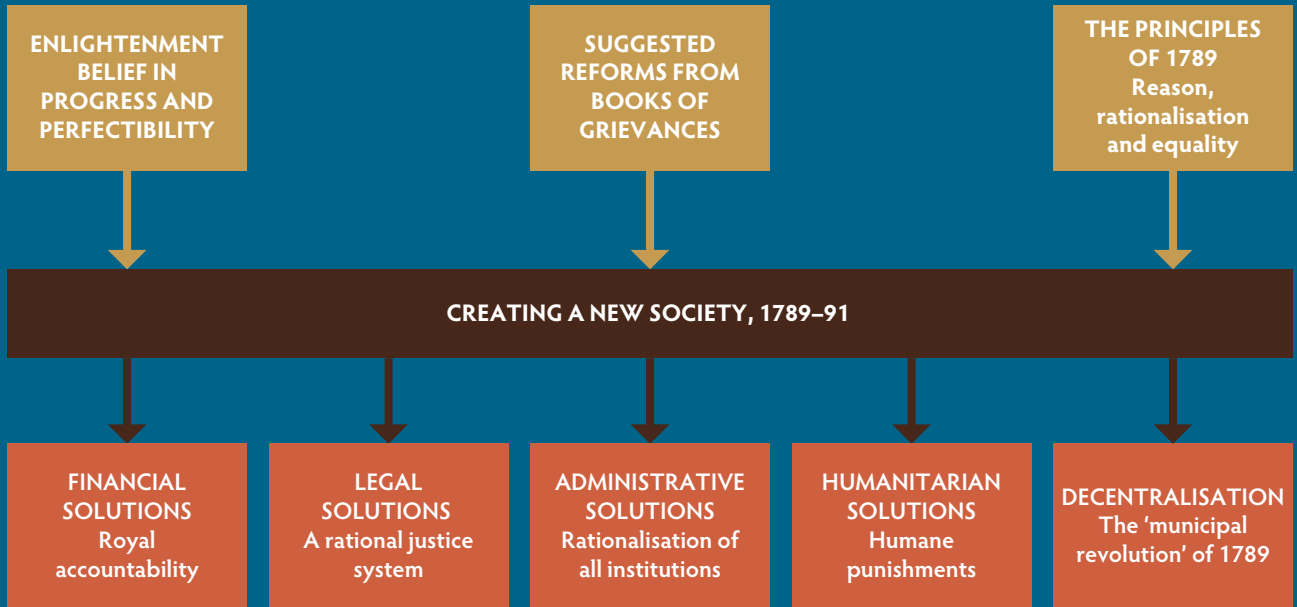 ENLIGHTENMENT
BELIEF IN
PROGRESS AND
PERFECTIBILITY
SUGGESTED
REFORMS FROM
BOOKS OF
GRIEVANCES
THE PRINCIPLES
OF 1789
Reason,
rationalisation
and equality
CREATING A NEW SOCIETY, 1789–91
FINANCIAL
SOLUTIONS
Royal
accountability
LEGAL
SOLUTIONS
A rational justice
system
ADMINISTRATIVE
SOLUTIONS
Rationalisation of
all institutions
HUMANITARIAN
SOLUTIONS
Humane
punishments
DECENTRALISATION
The ‘municipal
revolution’ of 1789